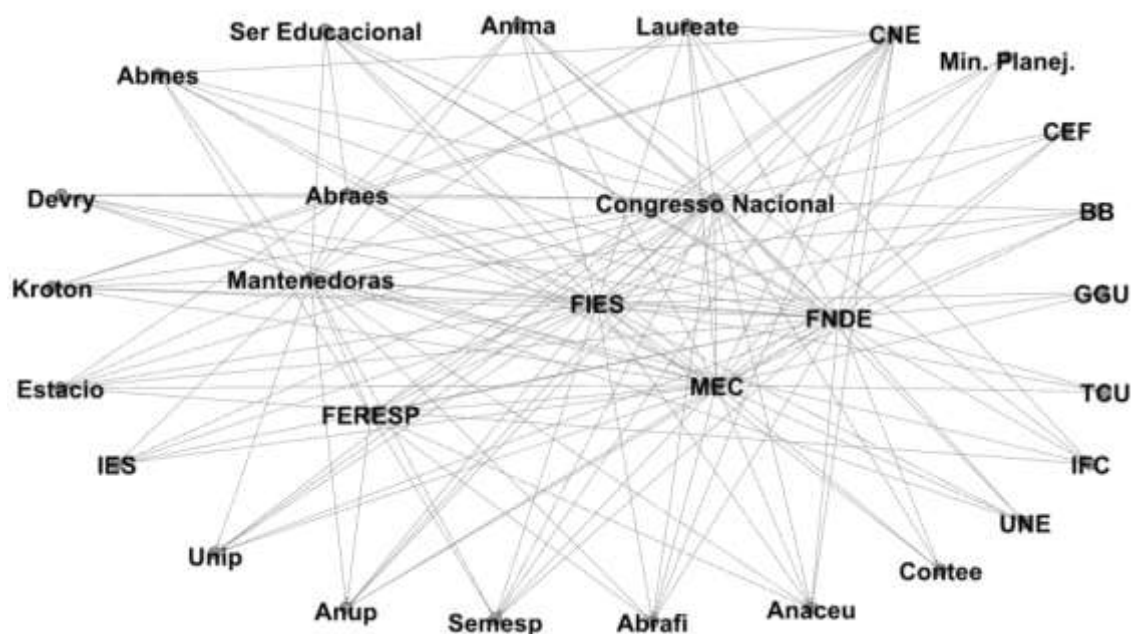 Ser Educacional
Anima
Laureate
CNE
Min. Planej.
Abmes
CEF
Devry
Abraes
Congresso Nacional
BB
Kroton
Mantenedoras
FIES
FNDE
GGU
Estacio
FERESP
MEC
TCU
IES
IFC
UNE
Unip
Contee
Anup
Semesp
Abrafi
Anaceu